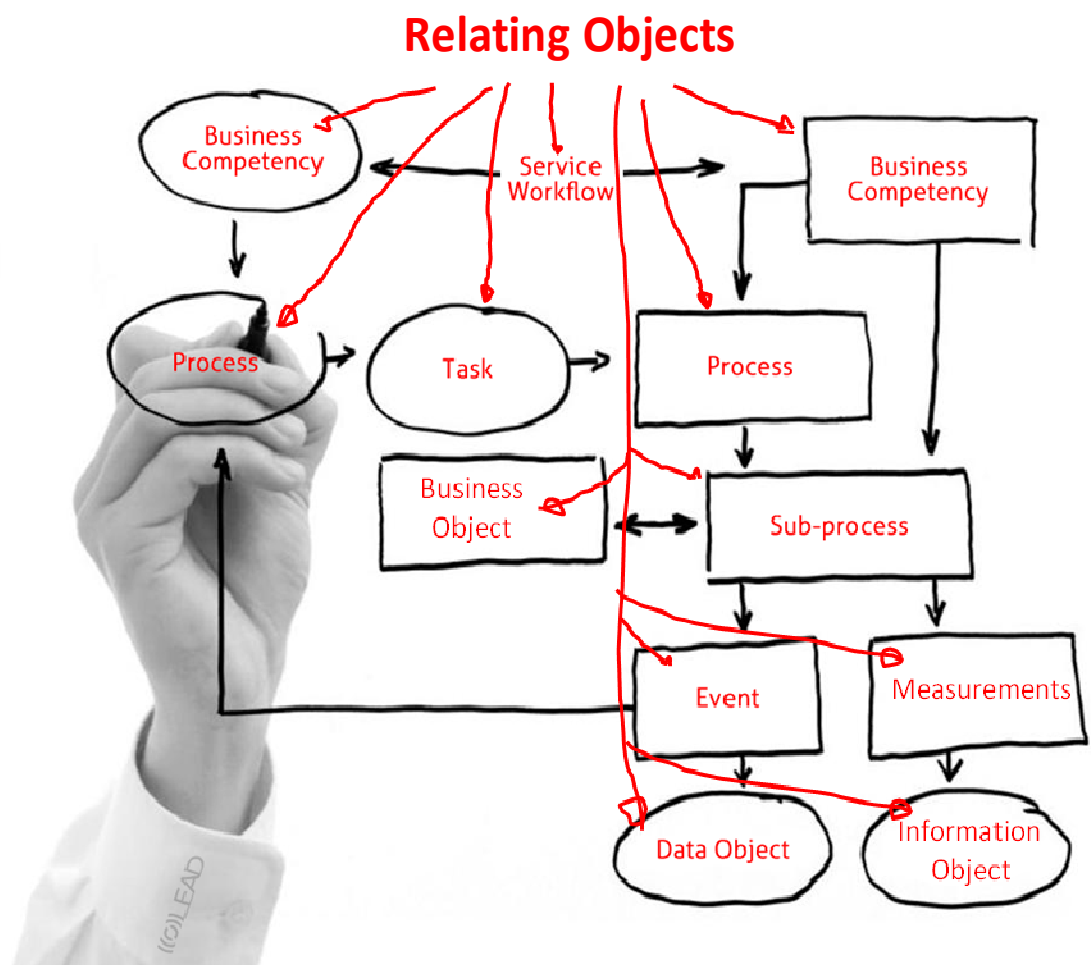 Relating Objects
Business
Competency
Service
Workflow
Business
Competency
Process
Task
Process
Business
Object
Sub-process
Event
Measurements
Data Object
Information
Object
((O)LEAD